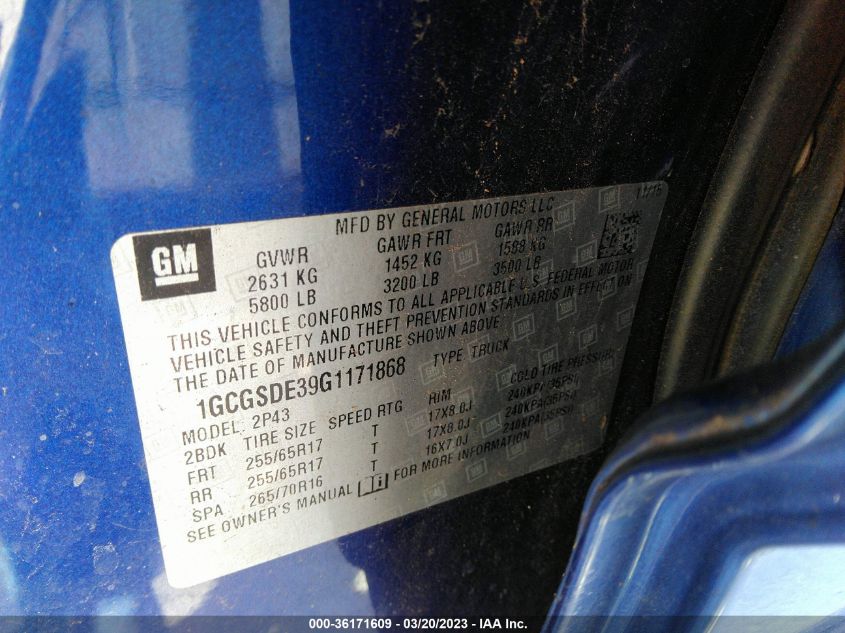 MFD BY GENERAL MOTORS LLC
GM GVWR GAWR FRT GAWR RR
2631 KG 1452 KG 1588 KG
5800 LB 3200 LB 3500 LB
THIS VEHICLE CONFORMS TO ALL APPLICABLE U.S. FEDERAL MOTOR
VEHICLE SAFETY AND THEFT PREVENTION STANDARDS IN EFFECT ON
THE DATE OF MANUFACTURE SHOWN ABOVE.
1GCGSDE39G1171868 TYPE TRUCK
MODEL: 2P43
2BDK TIRE SIZE SPEED RTG RIM COLD TIRE PRESSURE
FRT 255/65R17 T 17X8.0J 240KPA(35PSI)
RR 255/65R17 T 17X8.0J 240KPA(35PSI)
SPA 265/70R16 T 16X7.0J 240KPA(35PSI)
SEE OWNER'S MANUAL FOR MORE INFORMATION
000-36171609 — 03/20/2023 — IAA Inc.